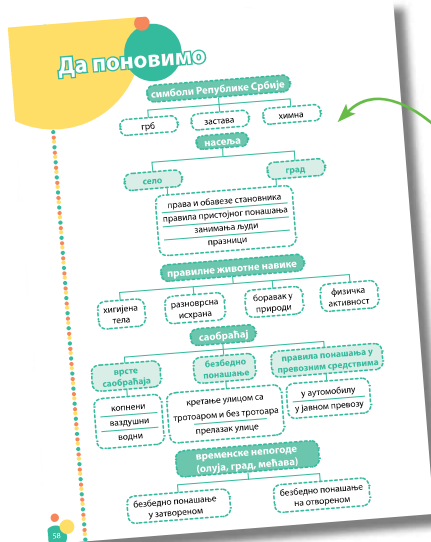 Да поновимо
симболи Републике Србије
грб
застава
химна
насеља
село
град
права и обавезе становника
правила пристојног понашања
занимања људи
празници
правилне животне навике
хигијена
тела
разноврсна
исхрана
боравак у
природи
физичка
активност
саобраћај
врсте
саобраћаја
безбедно
понашање
правила понашања у
превозним средствима
копнени
ваздушни
водни
кретање улицом са
тротоаром и без тротоара
прелазак улице
у аутомобилу
у јавном превозу
временске непогоде
(олуја, град, мећава)
безбедно понашање
у затвореном
безбедно понашање
на отвореном
58